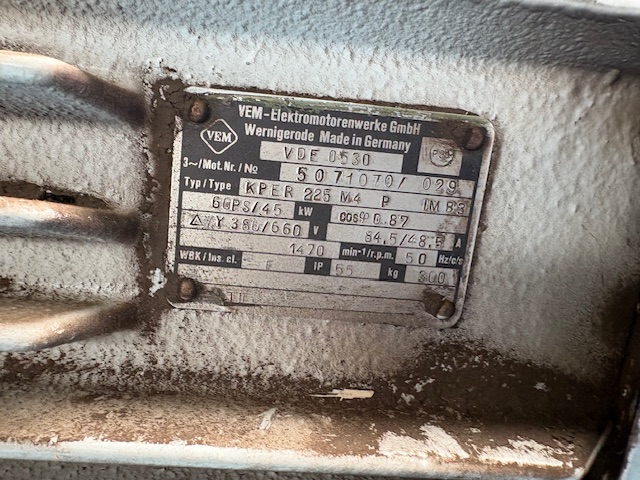 VEM-Elektromotorenwerke GmbH
Wernigerode Made in Germany
VEM
VDE 0530
3~/Mot.Nr./№ 5071070/ 029
Typ/Type KPER 225 M4 P IM B3
60PS/45 kW cosφ 0.87
△/Y 380/660 V 84,5/48,5 A
1470 min⁻¹/r.p.m. 50 Hz/c/s
WBK/Ins. cl. F IP 55 kg 300